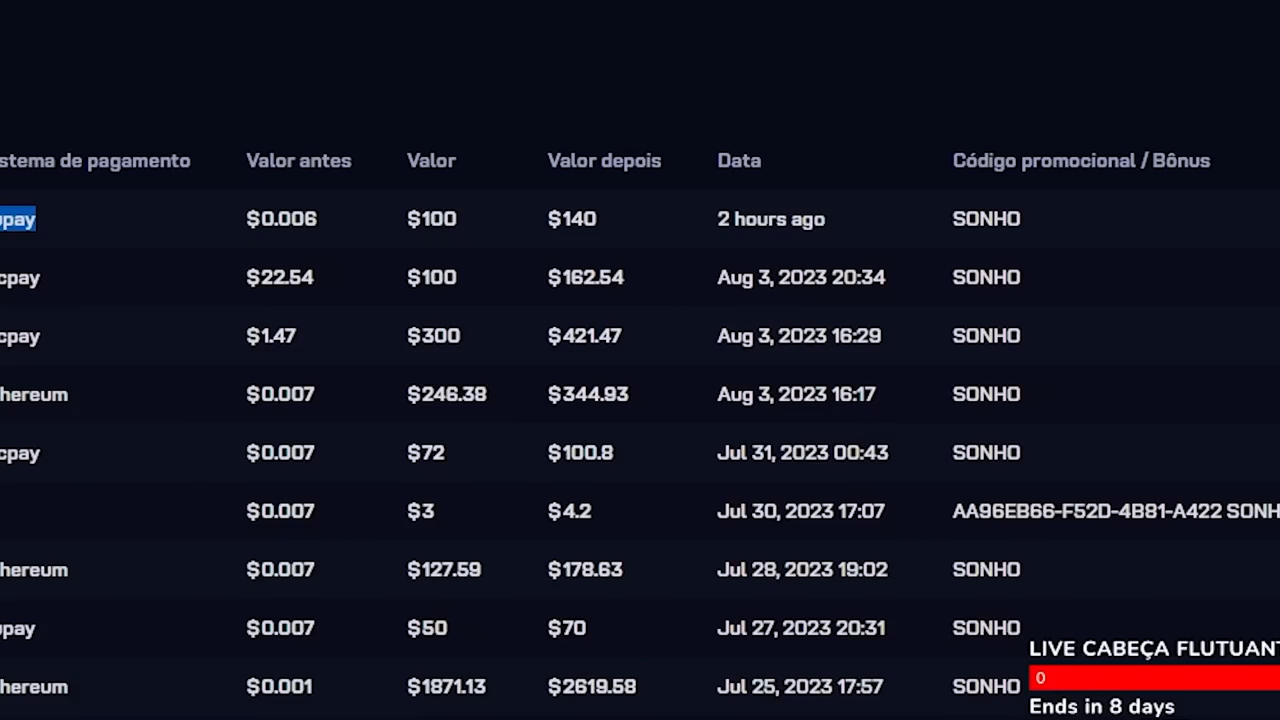 stema de pagamento Valor antes Valor Valor depois Data Código promocional / Bônus
pay $0.006 $100 $140 2 hours ago SONHO
cpay $22.54 $100 $162.54 Aug 3, 2023 20:34 SONHO
cpay $1.47 $300 $421.47 Aug 3, 2023 16:29 SONHO
hereum $0.007 $246.38 $344.93 Aug 3, 2023 16:17 SONHO
cpay $0.007 $72 $100.8 Jul 31, 2023 00:43 SONHO
$0.007 $3 $4.2 Jul 30, 2023 17:07 AA96EB66-F52D-4B81-A422 SONH
hereum $0.007 $127.59 $178.63 Jul 28, 2023 19:02 SONHO
pay $0.007 $50 $70 Jul 27, 2023 20:31 SONHO
hereum $0.001 $1871.13 $2619.58 Jul 25, 2023 17:57 SONHO
LIVE CABEÇA FLUTUANT
0
Ends in 8 days